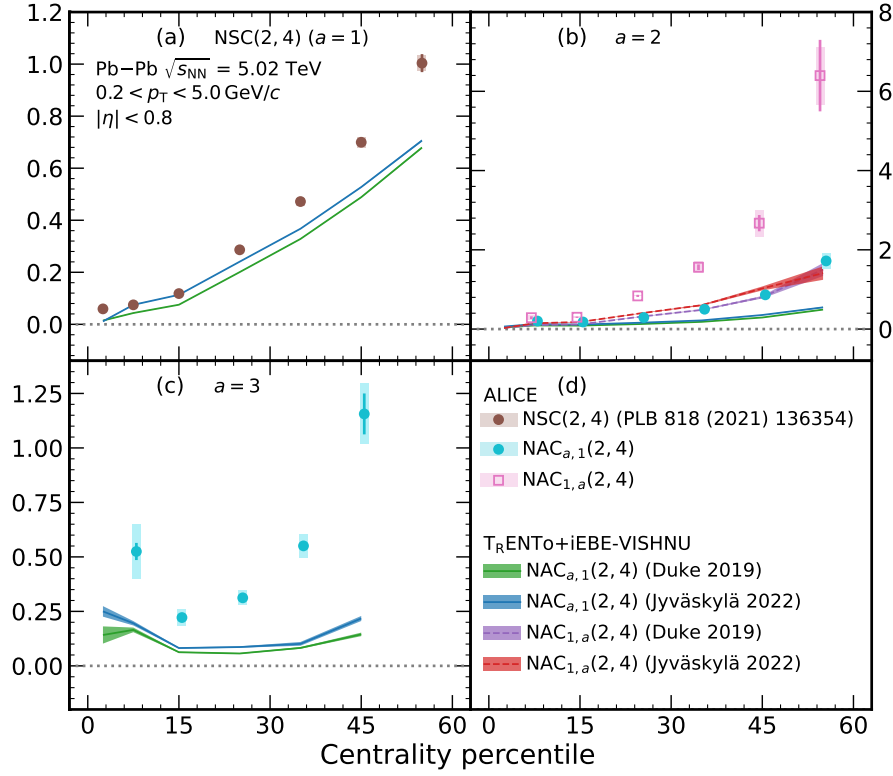 (a) NSC(2, 4) (a = 1)
Pb−Pb √sNN = 5.02 TeV
0.2 < pT < 5.0 GeV/c
|η| < 0.8
1.2
1.0
0.8
0.6
0.4
0.2
0.0
(b) a = 2
8
6
4
2
0
(c) a = 3
1.25
1.00
0.75
0.50
0.25
0.00
(d)
ALICE
NSC(2, 4) (PLB 818 (2021) 136354)
NACa, 1(2, 4)
NAC1, a(2, 4)
TRENTo+iEBE-VISHNU
NACa, 1(2, 4) (Duke 2019)
NACa, 1(2, 4) (Jyväskylä 2022)
NAC1, a(2, 4) (Duke 2019)
NAC1, a(2, 4) (Jyväskylä 2022)
0 15 30 45 60
0 15 30 45 60
Centrality percentile